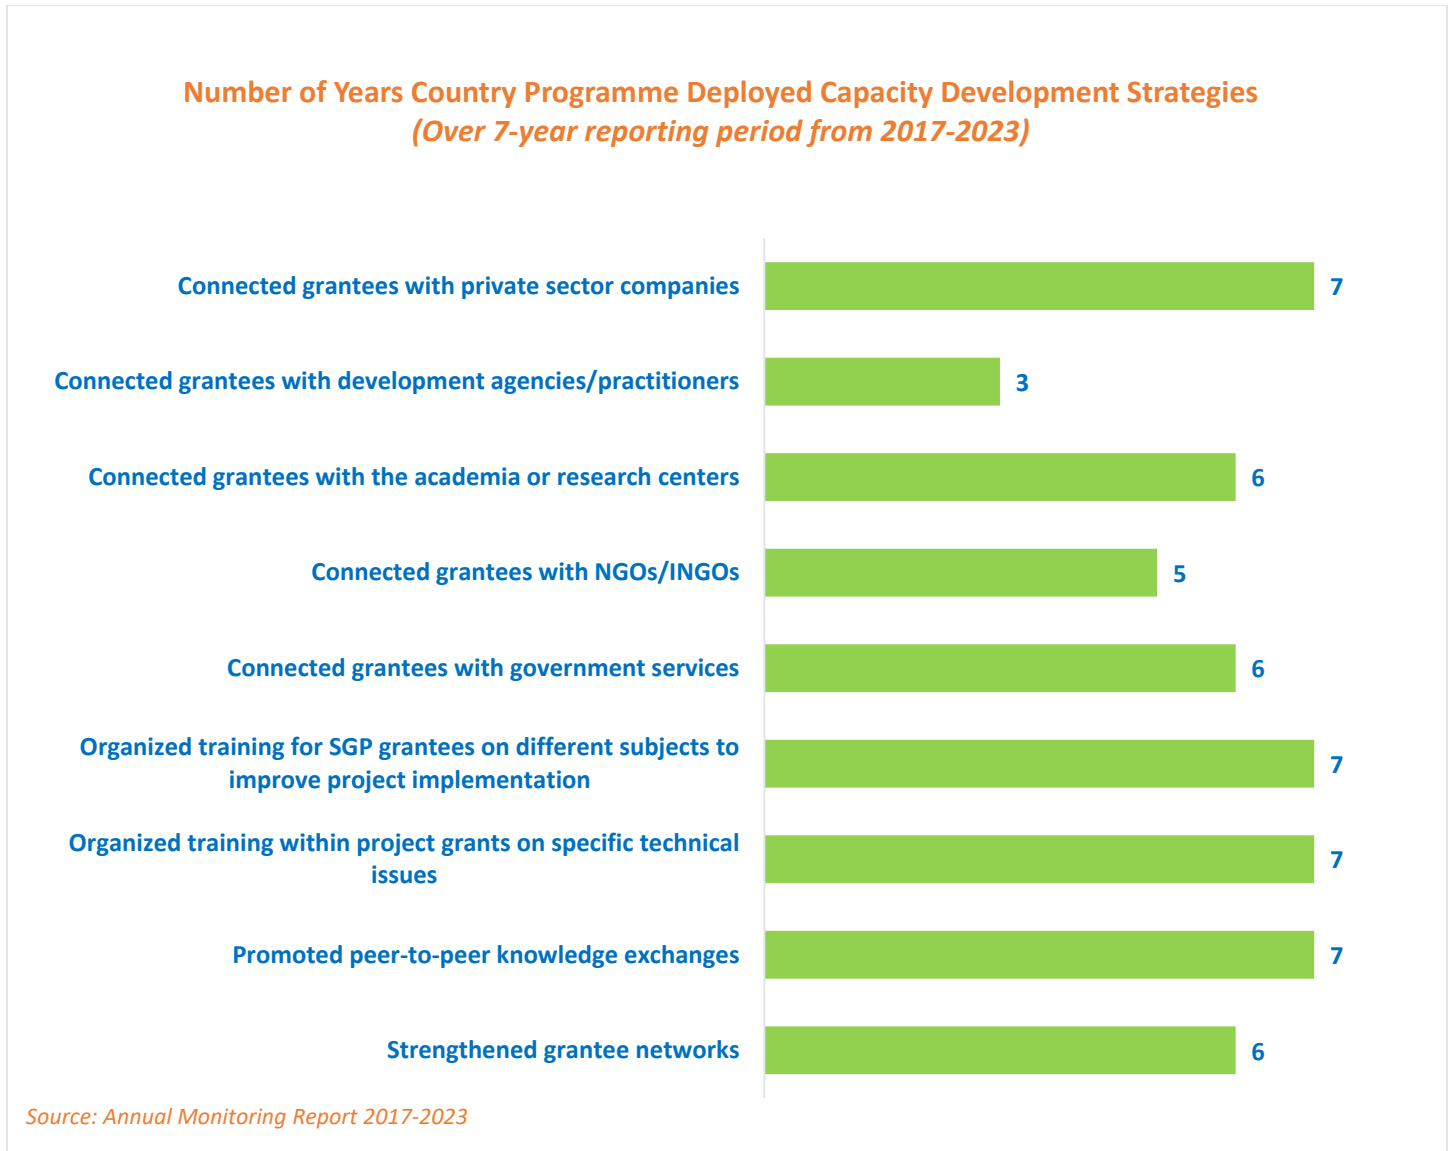 Number of Years Country Programme Deployed Capacity Development Strategies
(Over 7-year reporting period from 2017-2023)
Connected grantees with private sector companies
7
Connected grantees with development agencies/practitioners
3
Connected grantees with the academia or research centers
6
Connected grantees with NGOs/INGOs
5
Connected grantees with government services
6
Organized training for SGP grantees on different subjects to
improve project implementation
7
Organized training within project grants on specific technical
issues
7
Promoted peer-to-peer knowledge exchanges
7
Strengthened grantee networks
6
Source: Annual Monitoring Report 2017-2023